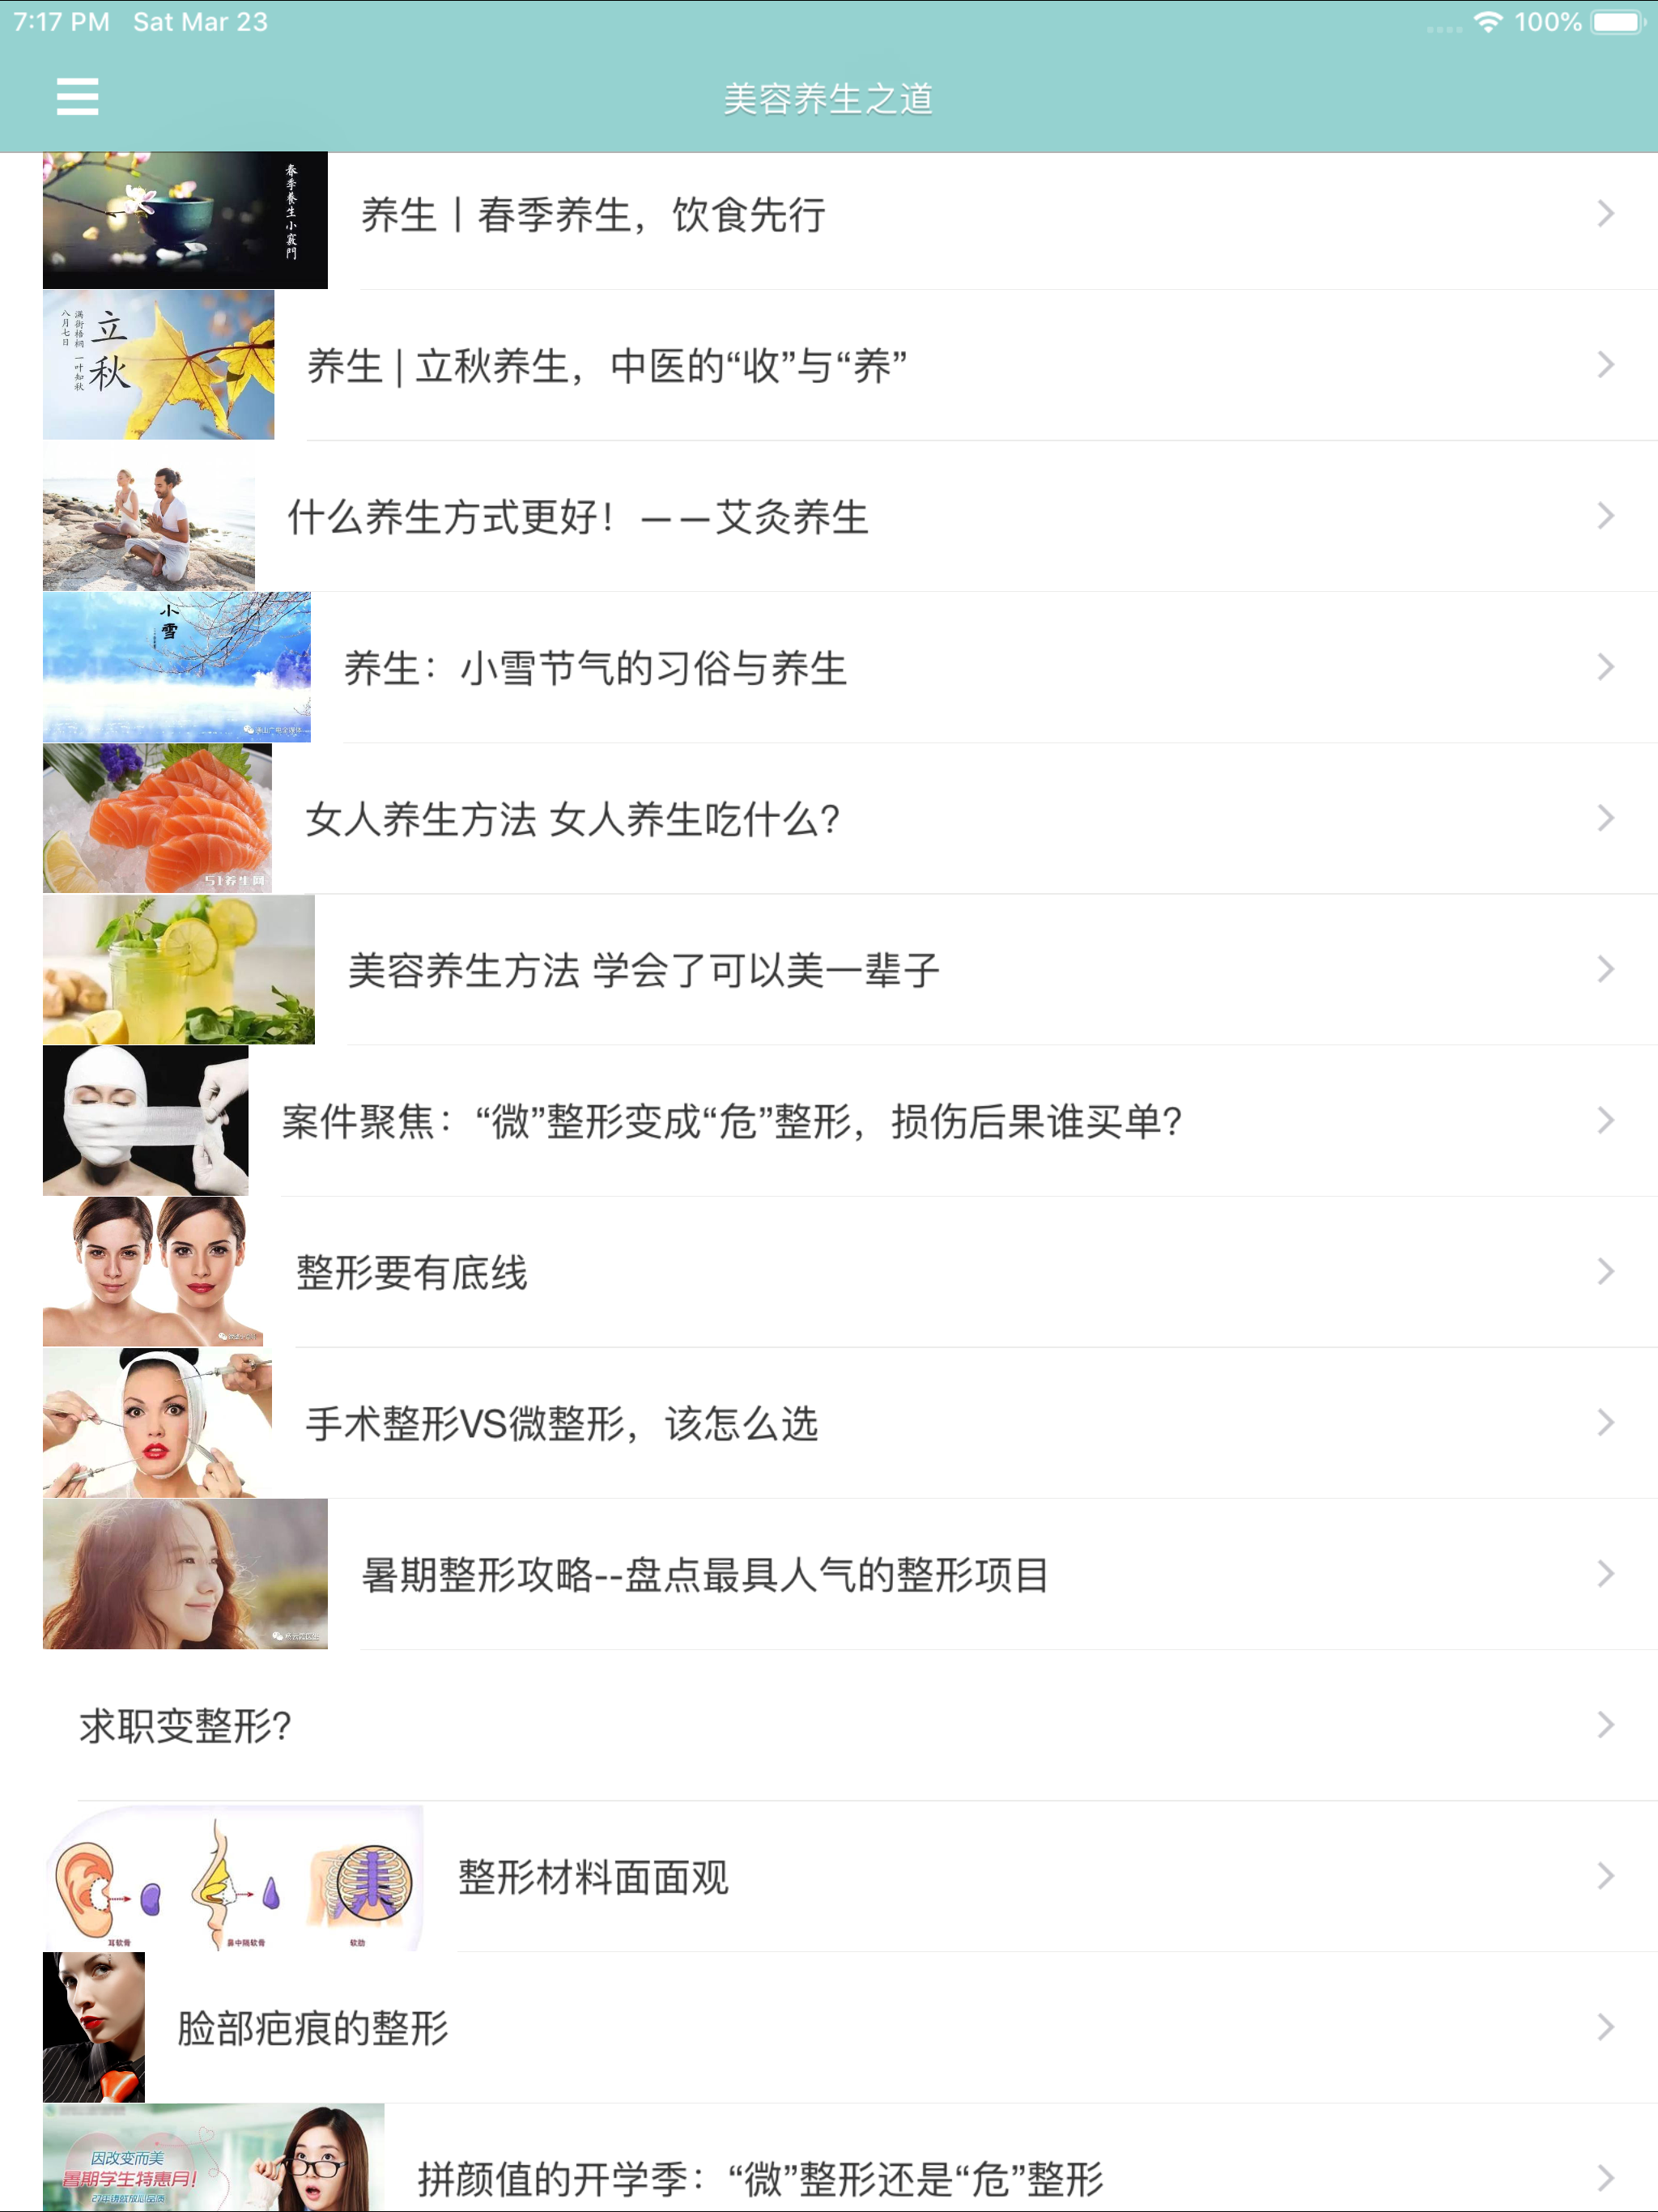 7:17 PM Sat Mar 23
100%
美容养生之道
春季養生小竅門
养生丨春季养生，饮食先行
立秋
满街梧桐一叶知秋
八月七日
养生 | 立秋养生，中医的“收”与“养”
什么养生方式更好！——艾灸养生
小雪
养生：小雪节气的习俗与养生
51养生网
女人养生方法 女人养生吃什么?
美容养生方法 学会了可以美一辈子
案件聚焦：“微”整形变成“危”整形，损伤后果谁买单?
整形要有底线
手术整形VS微整形，该怎么选
暑期整形攻略--盘点最具人气的整形项目
求职变整形?
耳软骨 鼻中隔软骨 软肋
整形材料面面观
脸部疤痕的整形
因改变而美
暑期学生特惠月！
拼颜值的开学季：“微”整形还是“危”整形